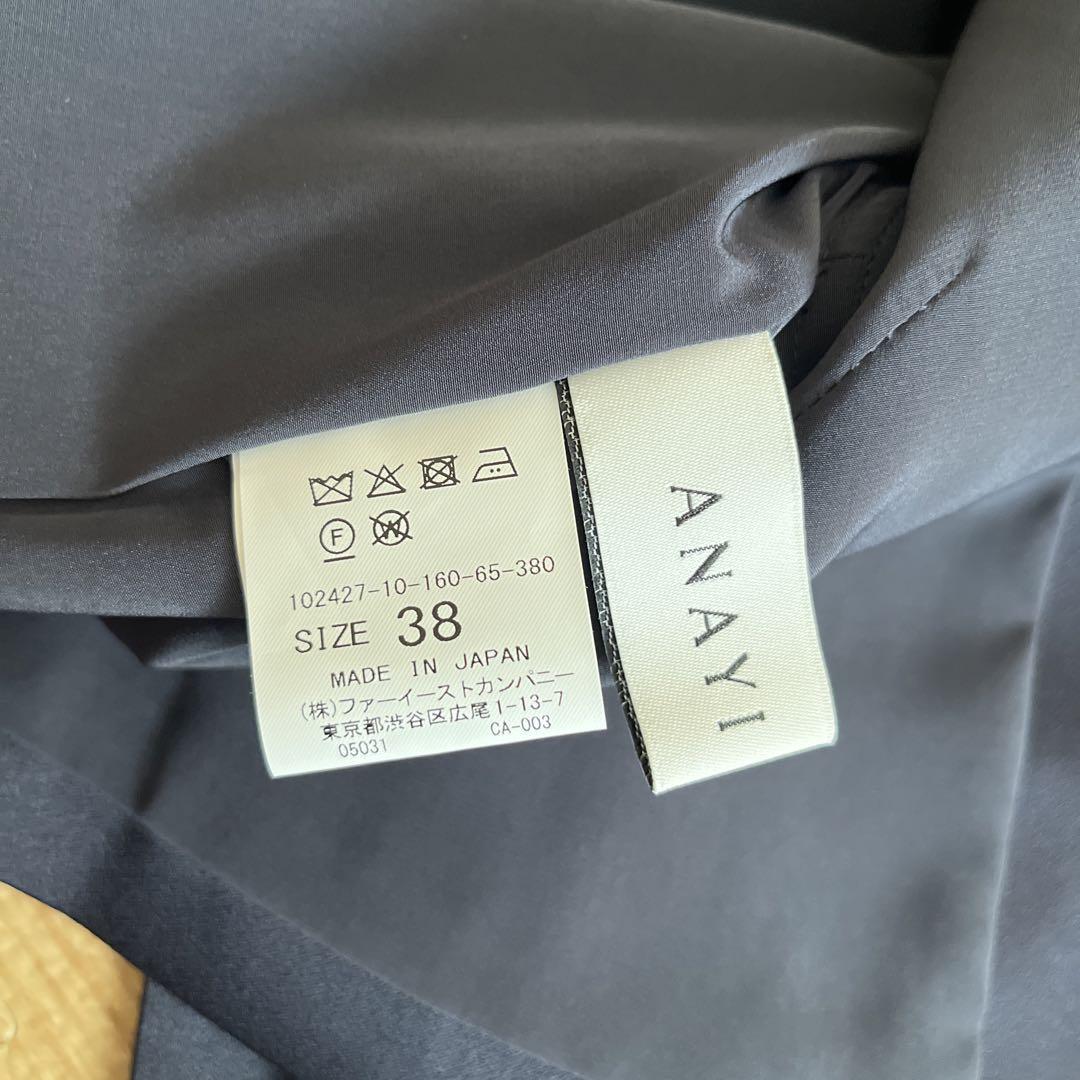 F W
102427-10-160-65-380
SIZE 38
MADE IN JAPAN
(株)ファーイーストカンパニー
東京都渋谷区広尾1-13-7
05031 CA-003
ANAYI